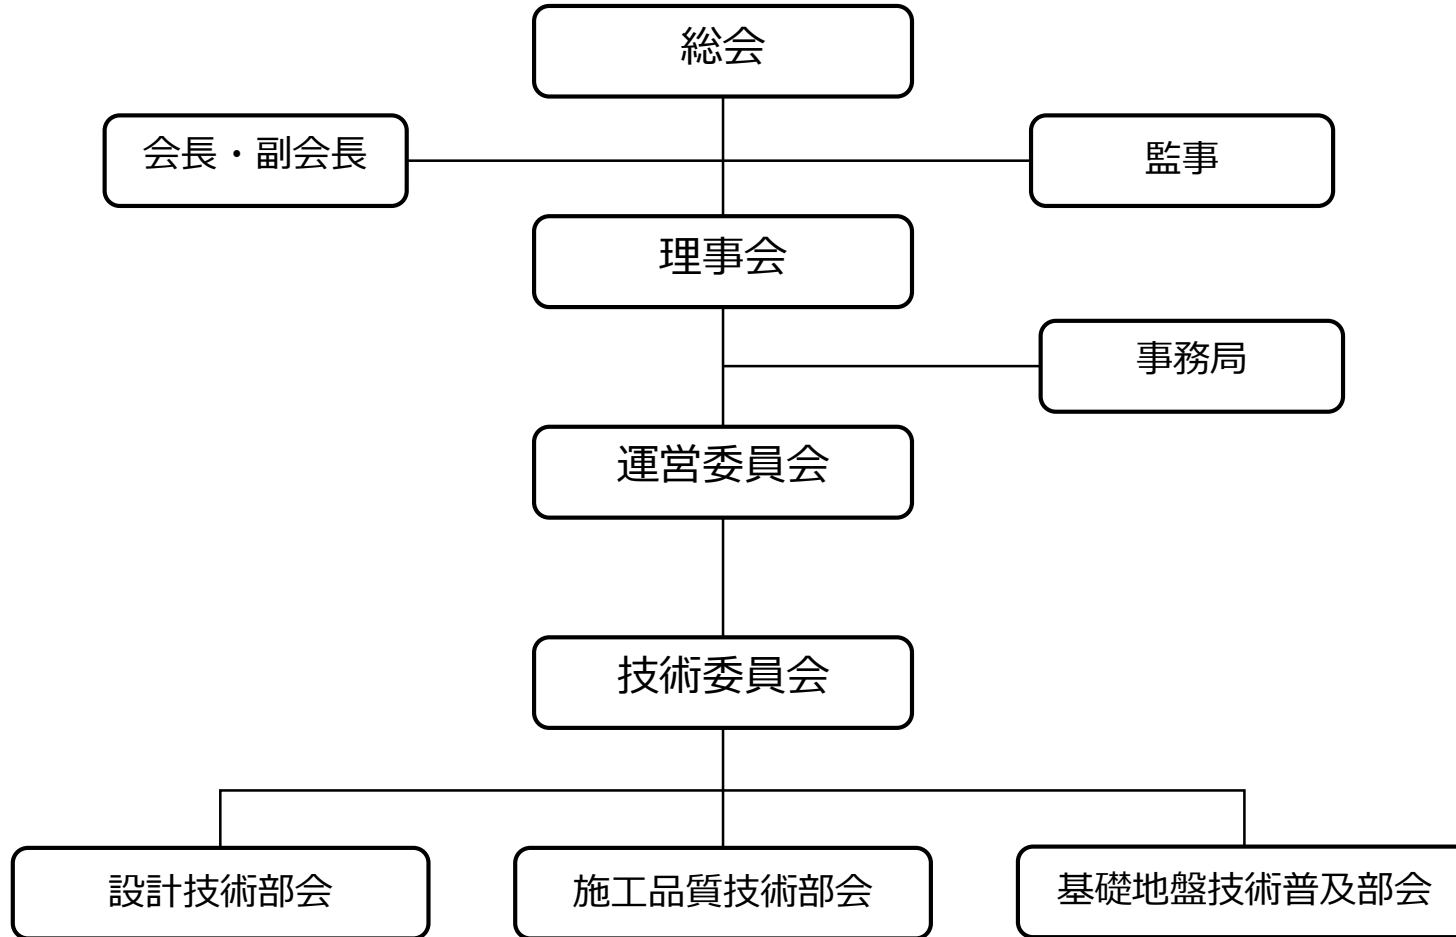 総会
会長・副会長
監事
理事会
事務局
運営委員会
技術委員会
設計技術部会
施工品質技術部会
基礎地盤技術普及部会